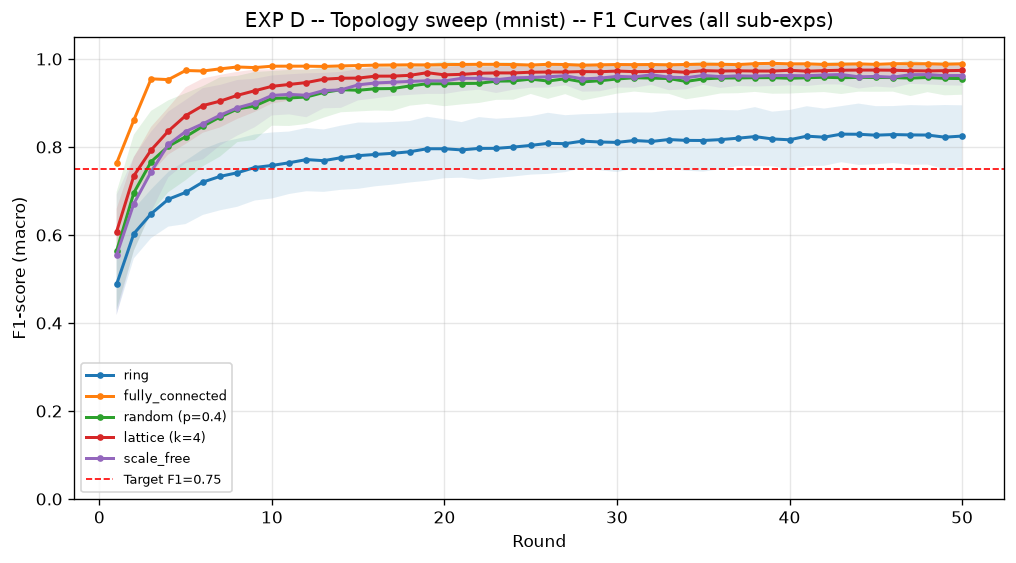 EXP D -- Topology sweep (mnist) -- F1 Curves (all sub-exps)
F1-score (macro)
1.0
0.8
0.6
0.4
0.2
0.0
ring
fully_connected
random (p=0.4)
lattice (k=4)
scale_free
Target F1=0.75
0 10 20 30 40 50
Round